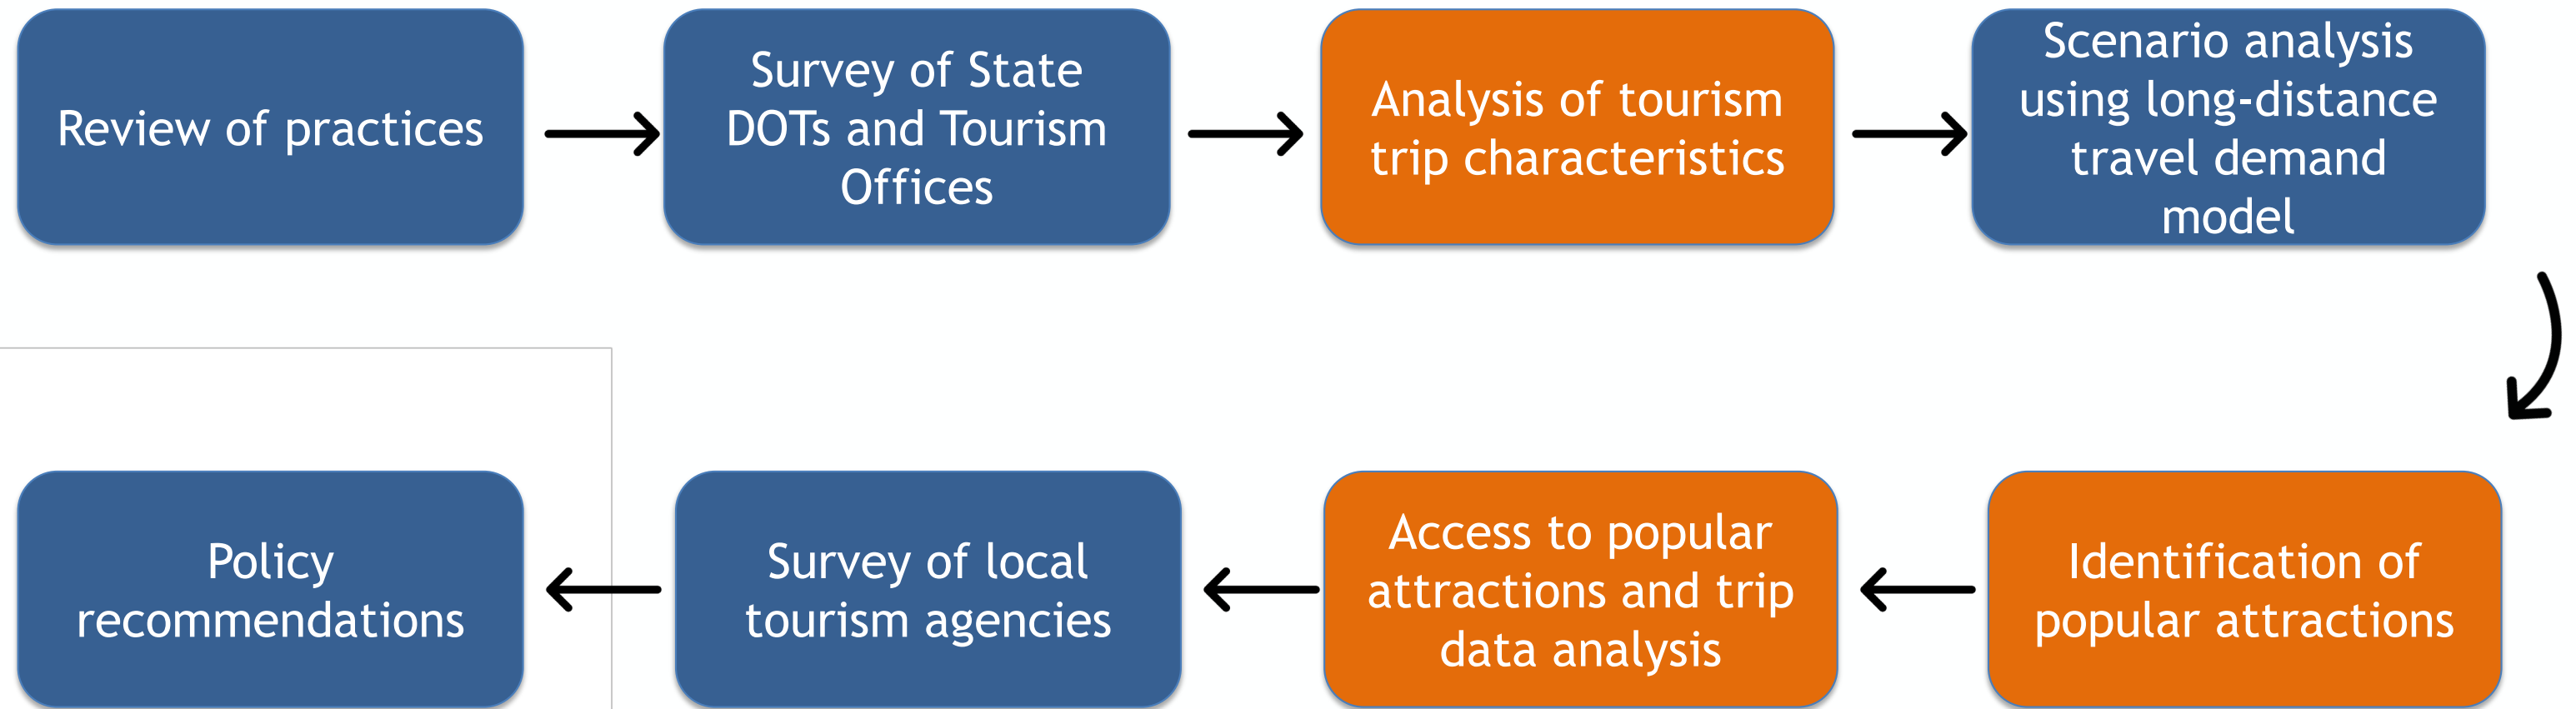 Review of practices
Survey of State
DOTs and Tourism
Offices
Analysis of tourism
trip characteristics
Scenario analysis
using long-distance
travel demand
model
Identification of
popular attractions
Access to popular
attractions and trip
data analysis
Survey of local
tourism agencies
Policy
recommendations